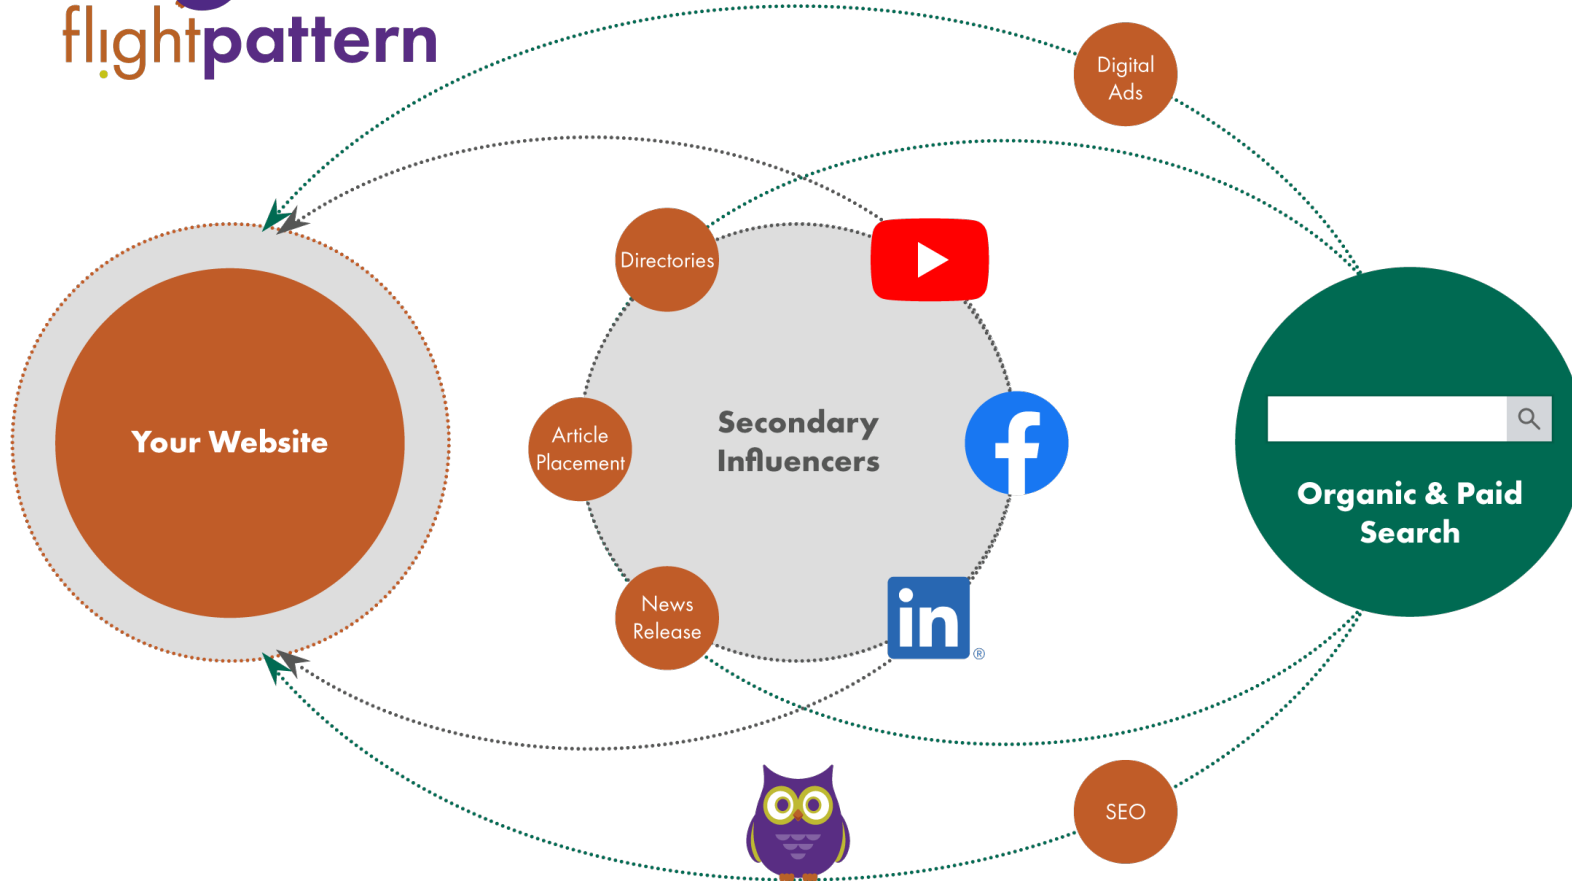 flightpattern
Digital
Ads
Directories
Article
Placement
Secondary
Influencers
Your Website
Organic & Paid
Search
News
Release
in
®
SEO